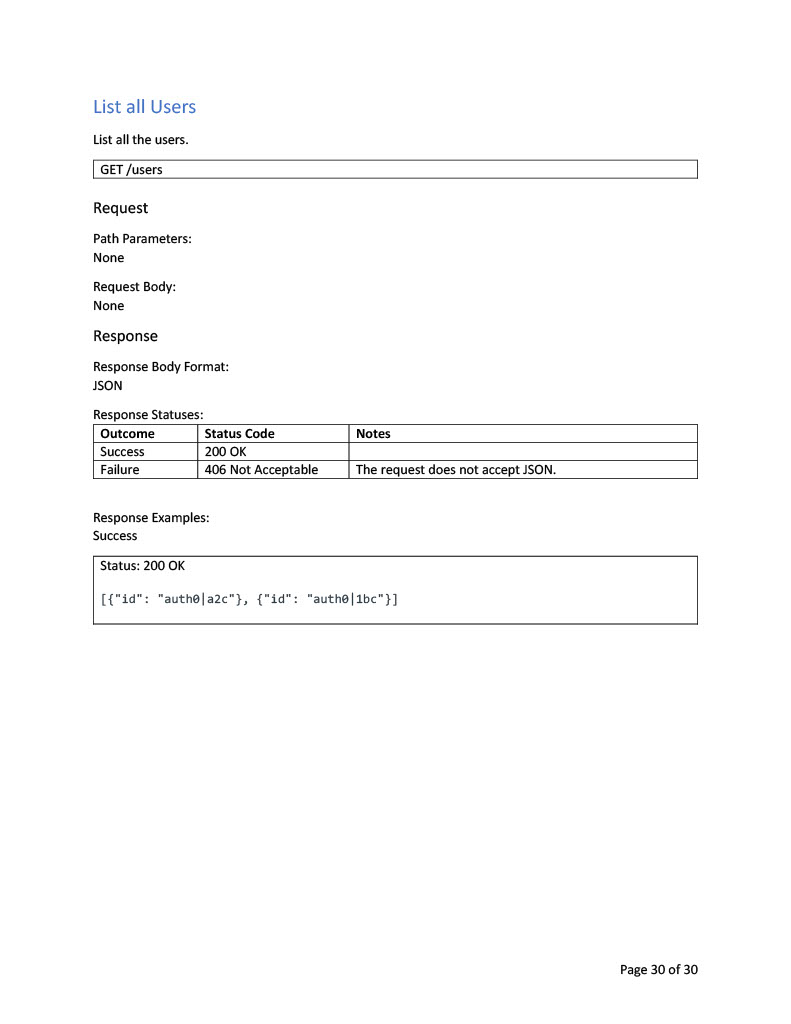 List all Users
List all the users.
GET /users
Request
Path Parameters:
None
Request Body:
None
Response
Response Body Format:
JSON
Response Statuses:
Outcome Status Code Notes
Success 200 OK
Failure 406 Not Acceptable The request does not accept JSON.
Response Examples:
Success
Status: 200 OK
[{"id": "auth0|a2c"}, {"id": "auth0|1bc"}]
Page 30 of 30